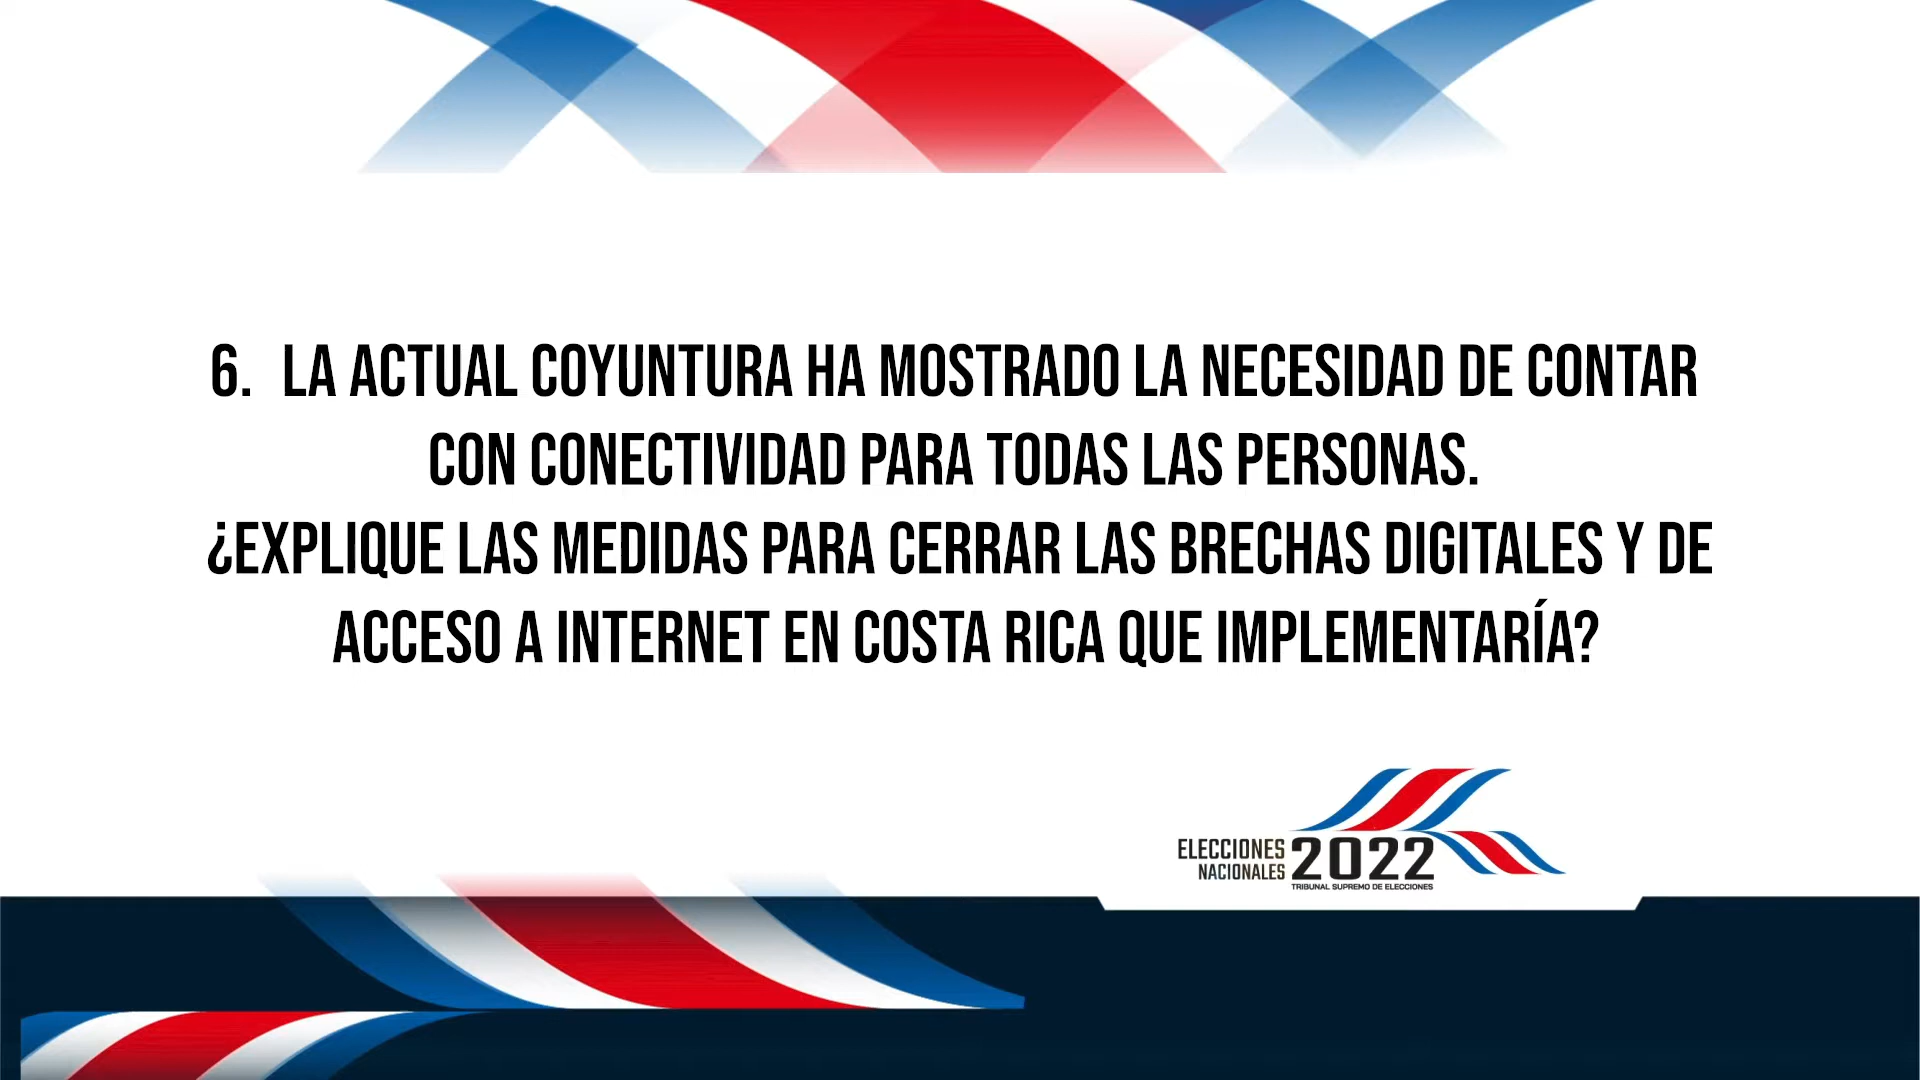 6. LA ACTUAL COYUNTURA HA MOSTRADO LA NECESIDAD DE CONTAR
CON CONECTIVIDAD PARA TODAS LAS PERSONAS.
¿EXPLIQUE LAS MEDIDAS PARA CERRAR LAS BRECHAS DIGITALES Y DE
ACCESO A INTERNET EN COSTA RICA QUE IMPLEMENTARÍA?
ELECCIONES
NACIONALES
2022
TRIBUNAL SUPREMO DE ELECCIONES